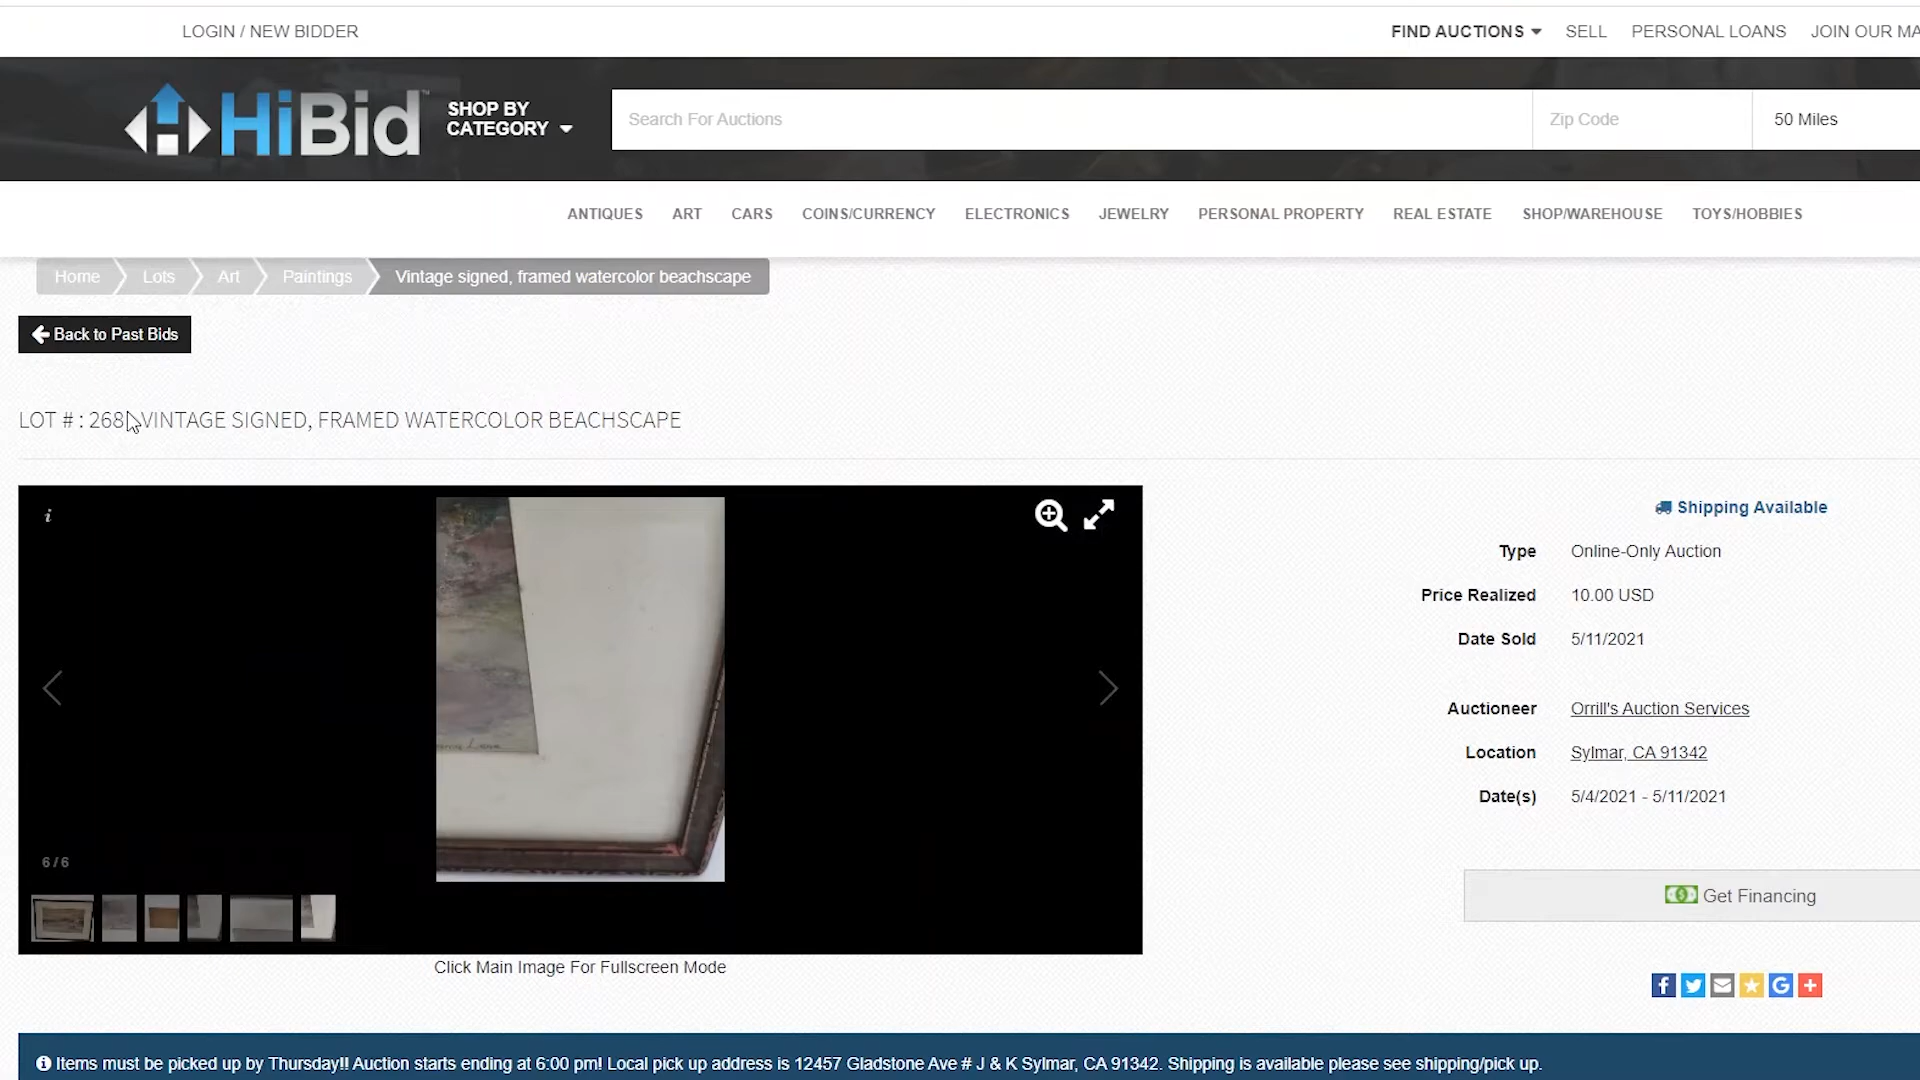 LOGIN / NEW BIDDER
FIND AUCTIONS
SELL
PERSONAL LOANS
JOIN OUR MA
HiBid™
SHOP BY
CATEGORY
Search For Auctions
Zip Code
50 Miles
ANTIQUES
ART
CARS
COINS/CURRENCY
ELECTRONICS
JEWELRY
PERSONAL PROPERTY
REAL ESTATE
SHOP/WAREHOUSE
TOYS/HOBBIES
Home
Lots
Art
Paintings
Vintage signed, framed watercolor beachscape
Back to Past Bids
LOT # : 268 VINTAGE SIGNED, FRAMED WATERCOLOR BEACHSCAPE
i
6 / 6
Click Main Image For Fullscreen Mode
Shipping Available
Type Online-Only Auction
Price Realized 10.00 USD
Date Sold 5/11/2021
Auctioneer Orrill's Auction Services
Location Sylmar, CA 91342
Date(s) 5/4/2021 - 5/11/2021
Get Financing
Items must be picked up by Thursday!! Auction starts ending at 6:00 pm! Local pick up address is 12457 Gladstone Ave # J & K Sylmar, CA 91342. Shipping is available please see shipping/pick up.